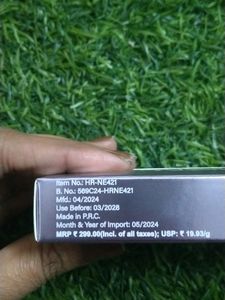 Item No.: HR-NE421
B. No.: 569C24-HRNE421
Mfd.: 04/2024
Use Before: 03/2028
Made in P.R.C.
Month & Year of Import: 05/2024
MRP ₹ 299.00(Incl. of all taxes); USP: ₹ 19.93/g